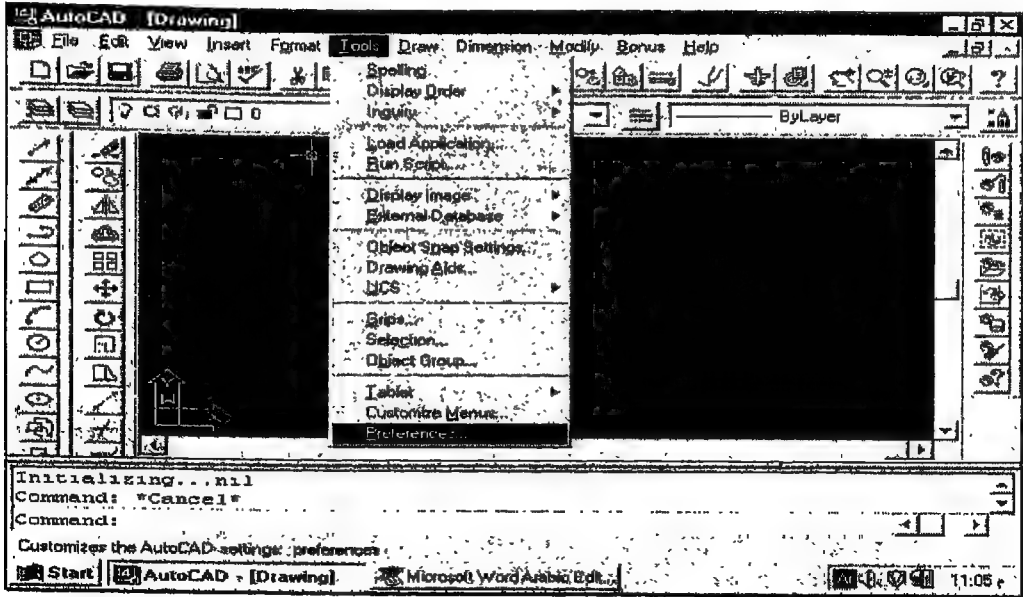 AutoCAD - [Drawing]
File Edit View Insert Format Tools Draw Dimension Modify Bonus Help
0
ByLayer
Spelling
Display Order
Inquiry
Load Application...
Run Script...
Display Image
External Database
Object Snap Settings...
Drawing Aids...
UCS
Grips...
Selection...
Object Group...
Tablet
Customize Menus...
Preferences...
W
Initializing...nil
Command: *Cancel*
Command:
Customizes the AutoCAD settings: preferences
Start AutoCAD - [Drawing] Microsoft Word Arabic Edit... 11:05 م